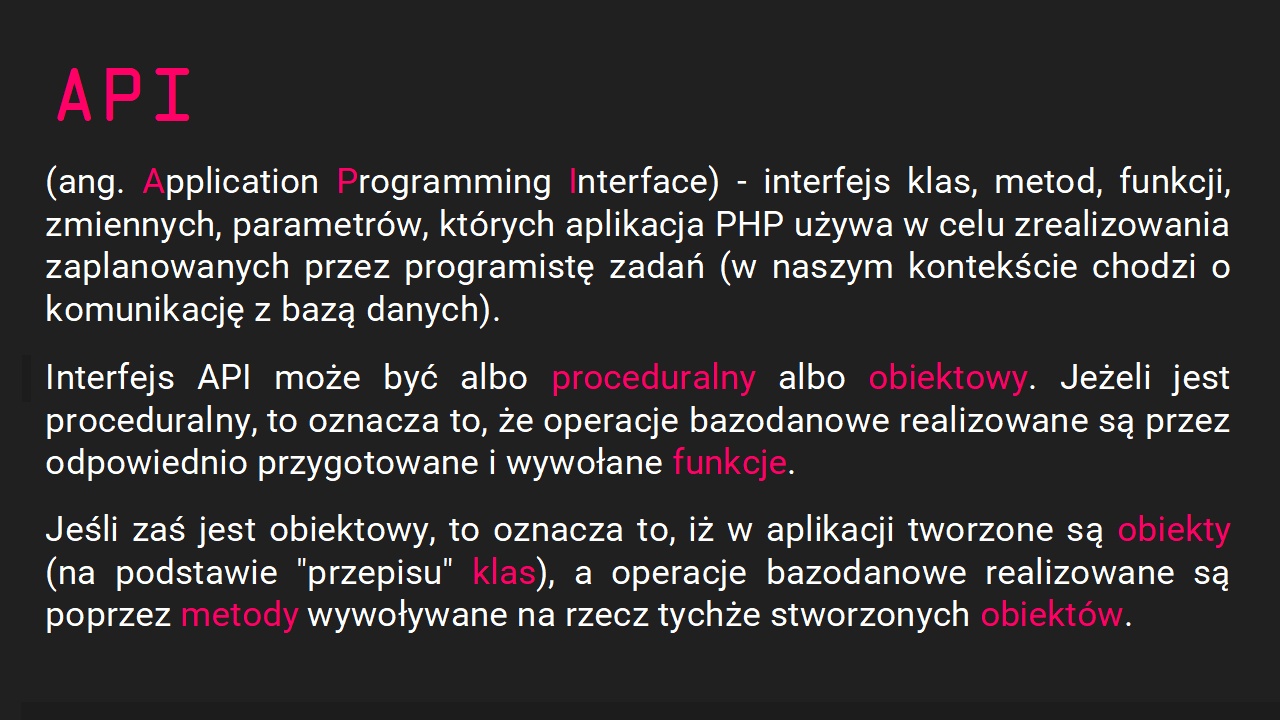 API
(ang. Application Programming Interface) - interfejs klas, metod, funkcji,
zmiennych, parametrów, których aplikacja PHP używa w celu zrealizowania
zaplanowanych przez programistę zadań (w naszym kontekście chodzi o
komunikację z bazą danych).
Interfejs API może być albo proceduralny albo obiektowy. Jeżeli jest
proceduralny, to oznacza to, że operacje bazodanowe realizowane są przez
odpowiednio przygotowane i wywołane funkcje.
Jeśli zaś jest obiektowy, to oznacza to, iż w aplikacji tworzone są obiekty
(na podstawie "przepisu" klas), a operacje bazodanowe realizowane są
poprzez metody wywoływane na rzecz tychże stworzonych obiektów.